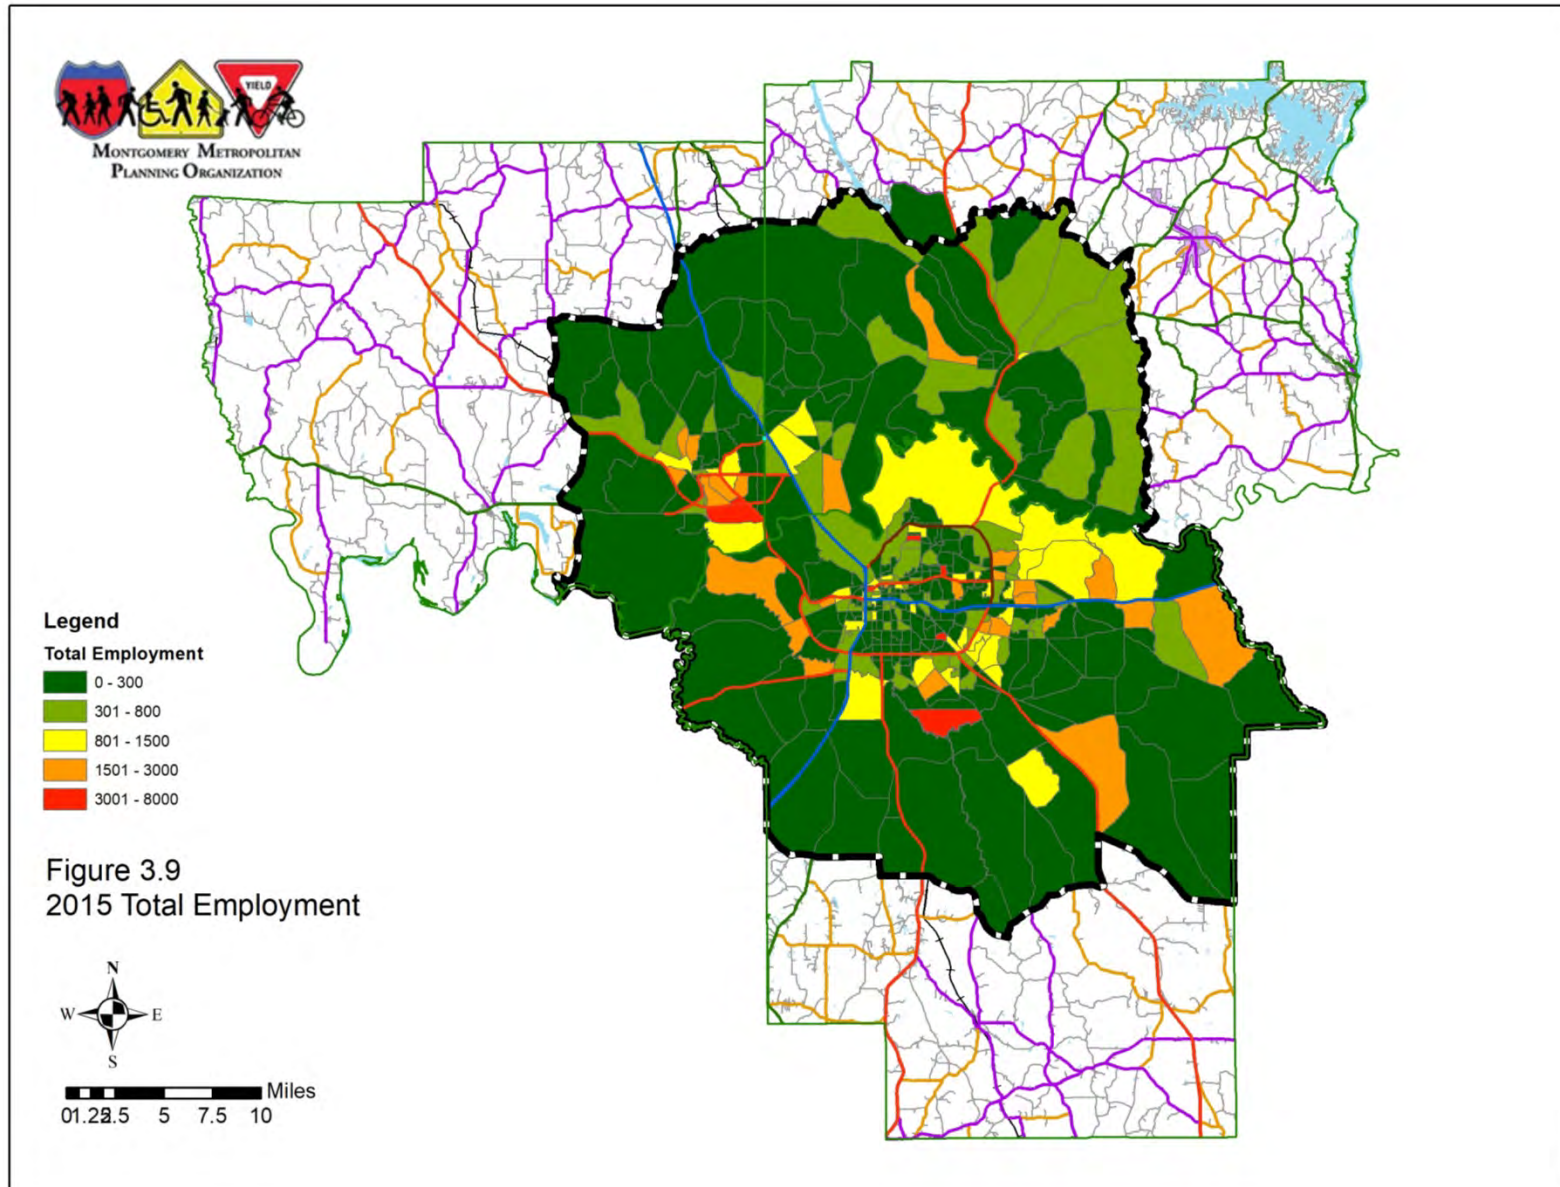 YIELD
MONTGOMERY METROPOLITAN
PLANNING ORGANIZATION
Legend
Total Employment
0 - 300
301 - 800
801 - 1500
1501 - 3000
3001 - 8000
Figure 3.9
2015 Total Employment
N
W E
S
Miles
5 7.5 10